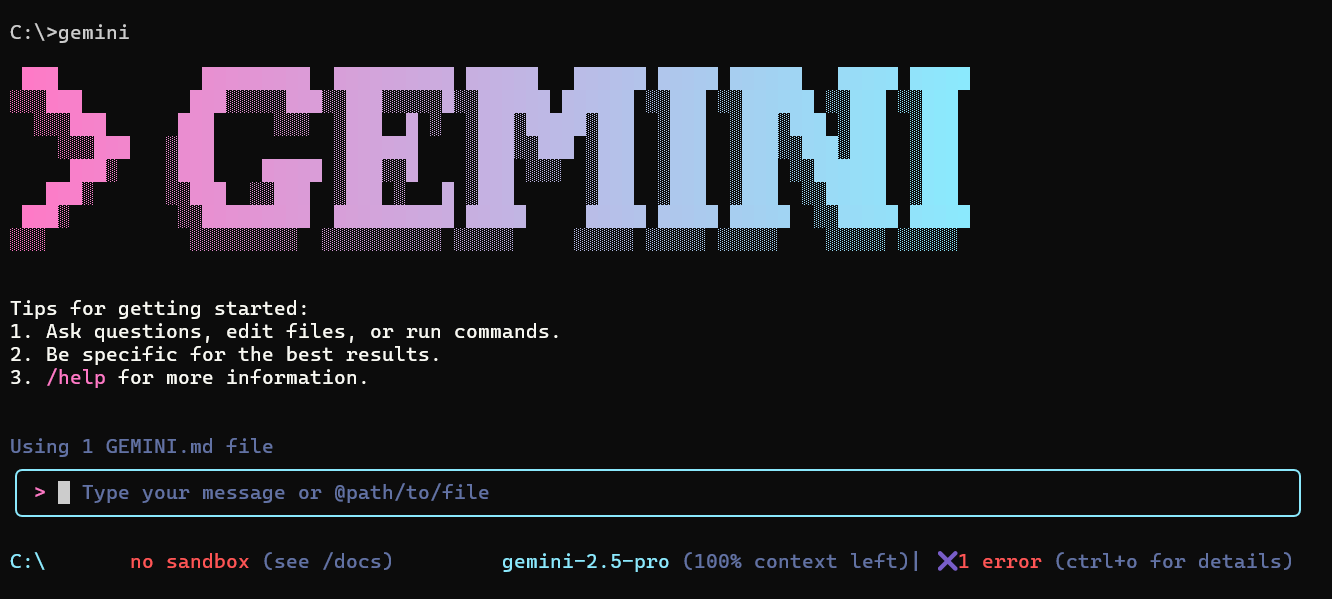 C:\>gemini
> GEMINI
Tips for getting started:
1. Ask questions, edit files, or run commands.
2. Be specific for the best results.
3. /help for more information.
Using 1 GEMINI.md file
> Type your message or @path/to/file
C:\ no sandbox (see /docs) gemini-2.5-pro (100% context left)| ✖1 error (ctrl+o for details)